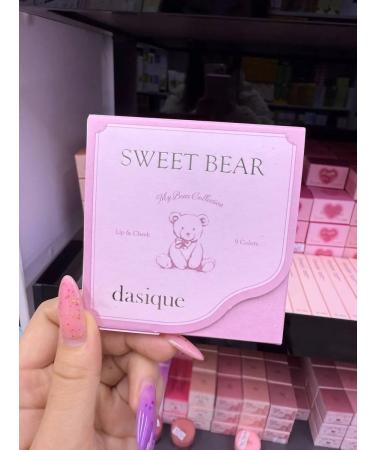 SWEET BEAR
My Bear Collection
Lip & Cheek
9 Colors
dasique